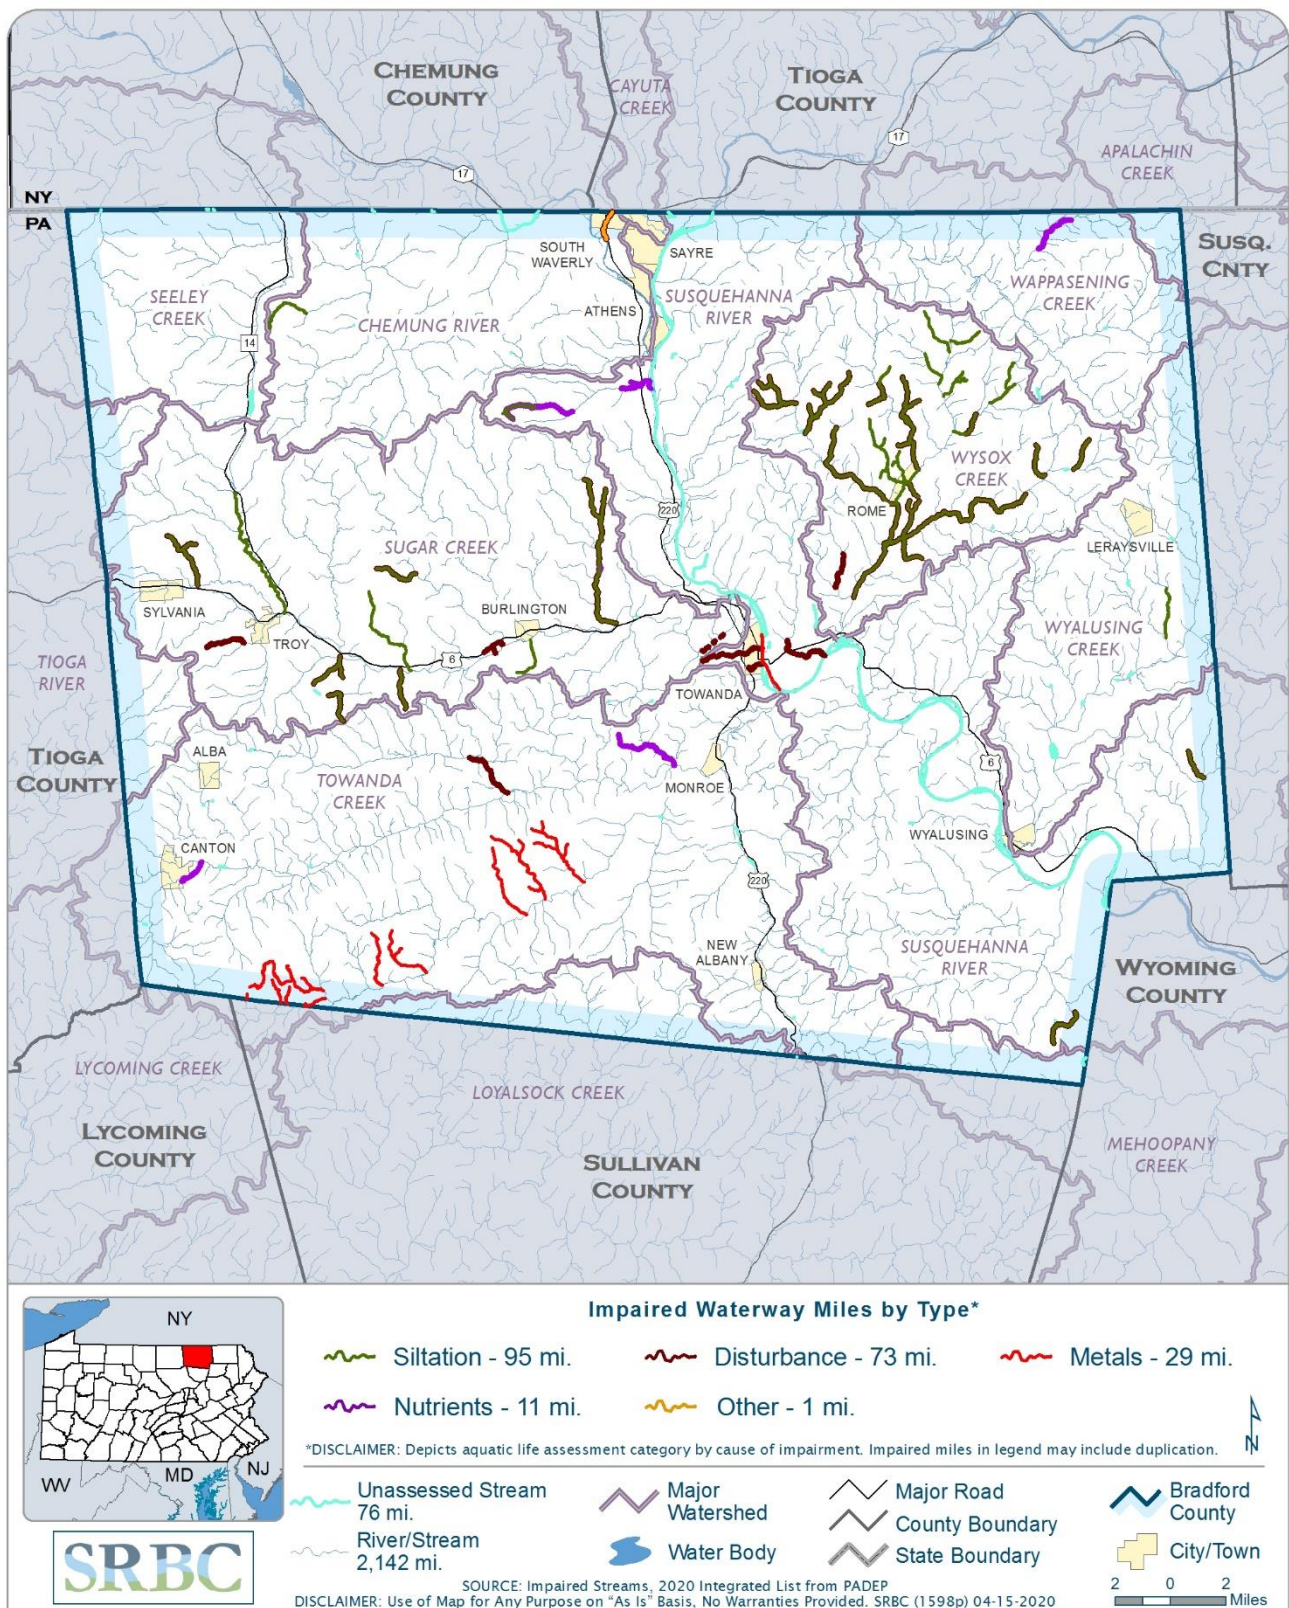 CHEMUNG
COUNTY
CAYUTA
CREEK
TIOGA
COUNTY
17
17
APALACHIN
CREEK
NY
PA
SUSQ.
CNTY
SOUTH
WAVERLY
SAYRE
SEELEY
CREEK
WAPPASENING
CREEK
CHEMUNG RIVER
ATHENS
SUSQUEHANNA
RIVER
14
WYSOX
CREEK
220
ROME
LERAYSVILLE
SUGAR CREEK
SYLVANIA
BURLINGTON
TROY
6
WYALUSING
CREEK
TIOGA
RIVER
TOWANDA
TIOGA
COUNTY
ALBA
TOWANDA
CREEK
MONROE
6
WYALUSING
CANTON
220
NEW
ALBANY
SUSQUEHANNA
RIVER
WYOMING
COUNTY
LYCOMING CREEK
LOYALSOCK CREEK
LYCOMING
COUNTY
SULLIVAN
COUNTY
MEHOOPANY
CREEK
NY
WV
MD
NJ
SRBC
Impaired Waterway Miles by Type*
Siltation - 95 mi.
Disturbance - 73 mi.
Metals - 29 mi.
Nutrients - 11 mi.
Other - 1 mi.
N
*DISCLAIMER: Depicts aquatic life assessment category by cause of impairment. Impaired miles in legend may include duplication.
Unassessed Stream
76 mi.
River/Stream
2,142 mi.
Major
Watershed
Water Body
Major Road
County Boundary
State Boundary
Bradford
County
City/Town
2 0 2
Miles
SOURCE: Impaired Streams, 2020 Integrated List from PADEP
DISCLAIMER: Use of Map for Any Purpose on "As Is" Basis, No Warranties Provided. SRBC (1598p) 04-15-2020